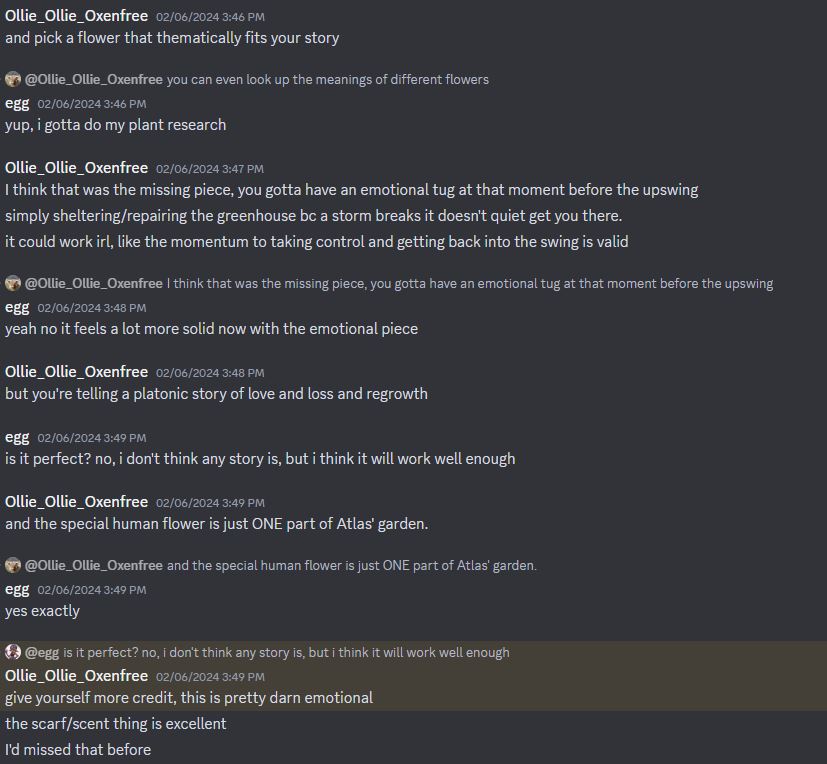 Ollie_Ollie_Oxenfree 02/06/2024 3:46 PM
and pick a flower that thematically fits your story
@Ollie_Ollie_Oxenfree you can even look up the meanings of different flowers
egg 02/06/2024 3:46 PM
yup, i gotta do my plant research
Ollie_Ollie_Oxenfree 02/06/2024 3:47 PM
I think that was the missing piece, you gotta have an emotional tug at that moment before the upswing
simply sheltering/repairing the greenhouse bc a storm breaks it doesn't quiet get you there.
it could work irl, like the momentum to taking control and getting back into the swing is valid
@Ollie_Ollie_Oxenfree I think that was the missing piece, you gotta have an emotional tug at that moment before the upswing
egg 02/06/2024 3:48 PM
yeah no it feels a lot more solid now with the emotional piece
Ollie_Ollie_Oxenfree 02/06/2024 3:48 PM
but you're telling a platonic story of love and loss and regrowth
egg 02/06/2024 3:49 PM
is it perfect? no, i don't think any story is, but i think it will work well enough
Ollie_Ollie_Oxenfree 02/06/2024 3:49 PM
and the special human flower is just ONE part of Atlas' garden.
@Ollie_Ollie_Oxenfree and the special human flower is just ONE part of Atlas' garden.
egg 02/06/2024 3:49 PM
yes exactly
@egg is it perfect? no, i don't think any story is, but i think it will work well enough
Ollie_Ollie_Oxenfree 02/06/2024 3:49 PM
give yourself more credit, this is pretty darn emotional
the scarf/scent thing is excellent
I'd missed that before